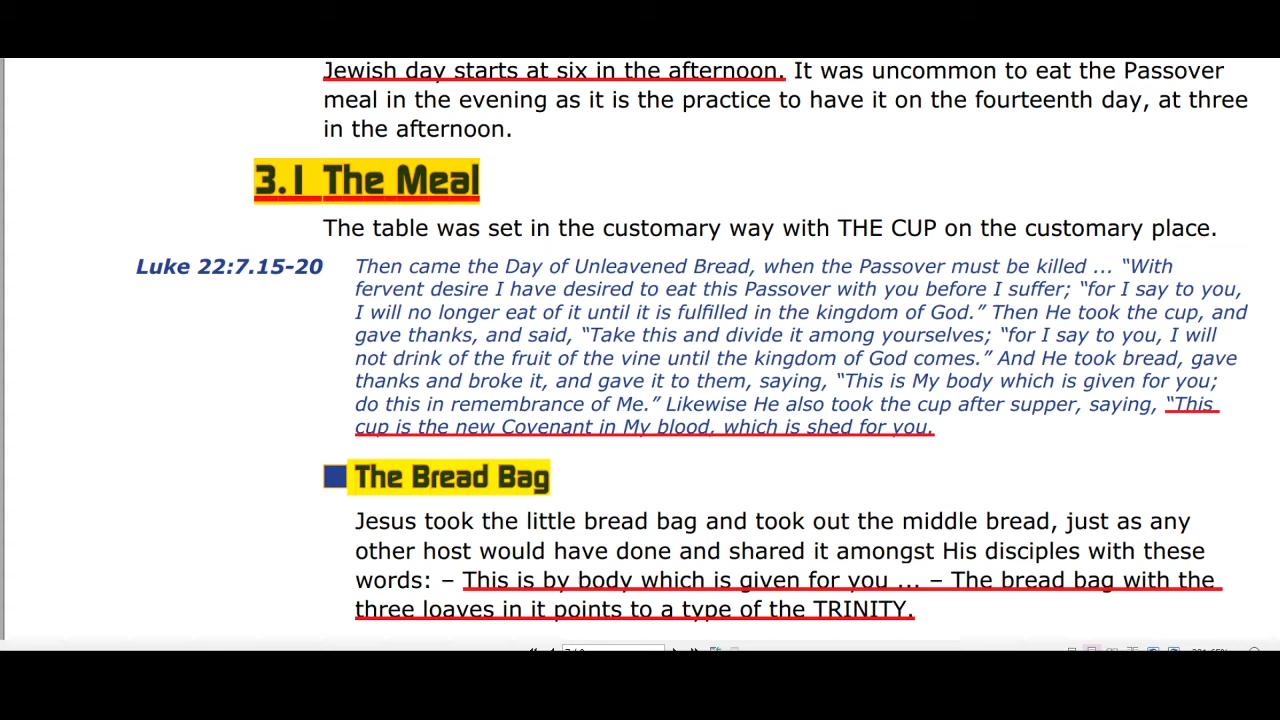 Jewish day starts at six in the afternoon. It was uncommon to eat the Passover
meal in the evening as it is the practice to have it on the fourteenth day, at three
in the afternoon.
3.1 The Meal
The table was set in the customary way with THE CUP on the customary place.
Luke 22:7.15-20 Then came the Day of Unleavened Bread, when the Passover must be killed ... “With
fervent desire I have desired to eat this Passover with you before I suffer; “for I say to you,
I will no longer eat of it until it is fulfilled in the kingdom of God.” Then He took the cup, and
gave thanks, and said, “Take this and divide it among yourselves; “for I say to you, I will
not drink of the fruit of the vine until the kingdom of God comes.” And He took bread, gave
thanks and broke it, and gave it to them, saying, “This is My body which is given for you;
do this in remembrance of Me.” Likewise He also took the cup after supper, saying, “This
cup is the new Covenant in My blood, which is shed for you.
The Bread Bag
Jesus took the little bread bag and took out the middle bread, just as any
other host would have done and shared it amongst His disciples with these
words: – This is by body which is given for you ... – The bread bag with the
three loaves in it points to a type of the TRINITY.